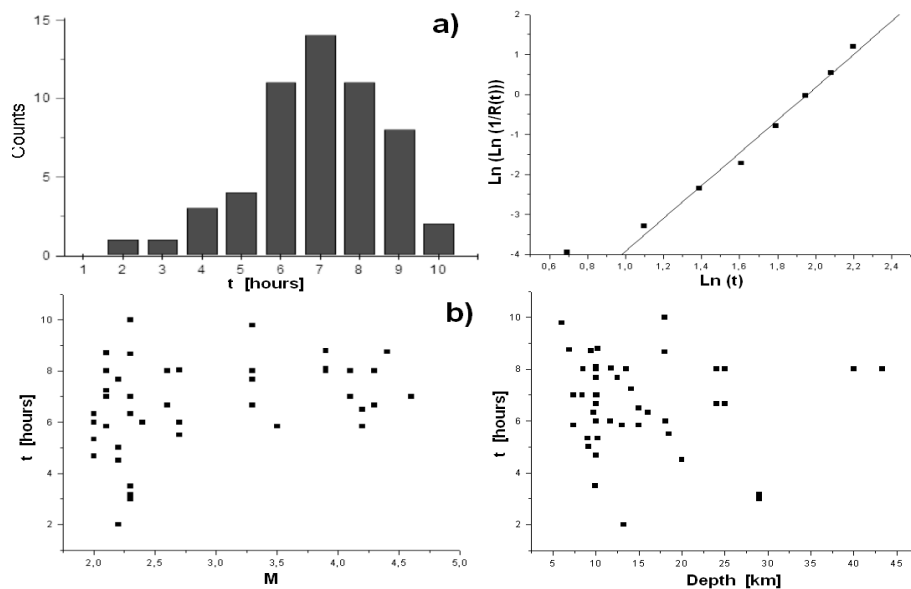 a)
15
10
5
0
Counts
1 2 3 4 5 6 7 8 9 10
t [hours]
2
1
0
-1
-2
-3
-4
Ln (Ln (1/R(t)))
0,6 0,8 1,0 1,2 1,4 1,6 1,8 2,0 2,2 2,4
Ln (t)
b)
10
8
6
4
2
t [hours]
2,0 2,5 3,0 3,5 4,0 4,5 5,0
M
10
8
6
4
2
t [hours]
5 10 15 20 25 30 35 40 45
Depth [km]